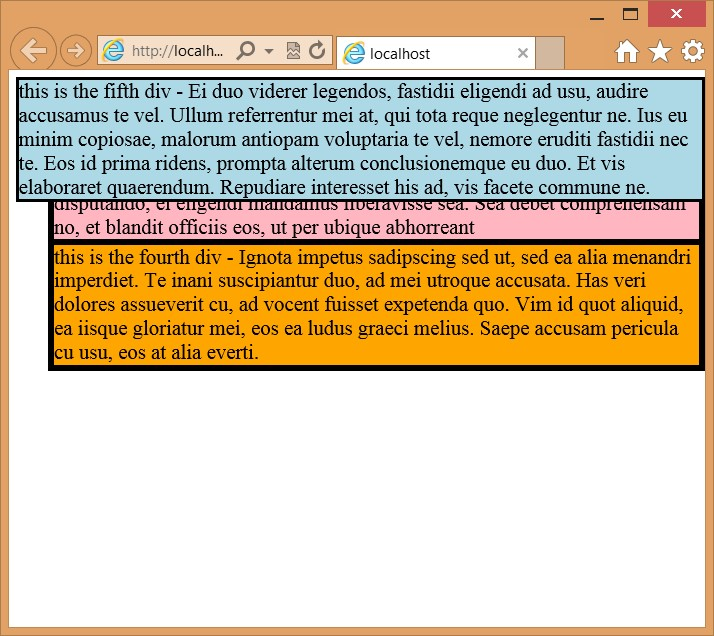 http://localh...
localhost
this is the fifth div - Ei duo viderer legendos, fastidii eligendi ad usu, audire
accusamus te vel. Ullum referrentur mei at, qui tota reque neglegentur ne. Ius eu
minim copiosae, malorum antiopam voluptaria te vel, nemore eruditi fastidii nec
te. Eos id prima ridens, prompta alterum conclusionemque eu duo. Et vis
elaboraret quaerendum. Repudiare interesset his ad, vis facete commune ne.
disputando, ei eligendi mandamus liberavisse sea. Sea debet comprehensam
no, et blandit officiis eos, ut per ubique abhorreant
this is the fourth div - Ignota impetus sadipscing sed ut, sed ea alia menandri
imperdiet. Te inani suscipiantur duo, ad mei utroque accusata. Has veri
dolores assueverit cu, ad vocent fuisset expetenda quo. Vim id quot aliquid,
ea iisque gloriatur mei, eos ea ludus graeci melius. Saepe accusam pericula
cu usu, eos at alia everti.